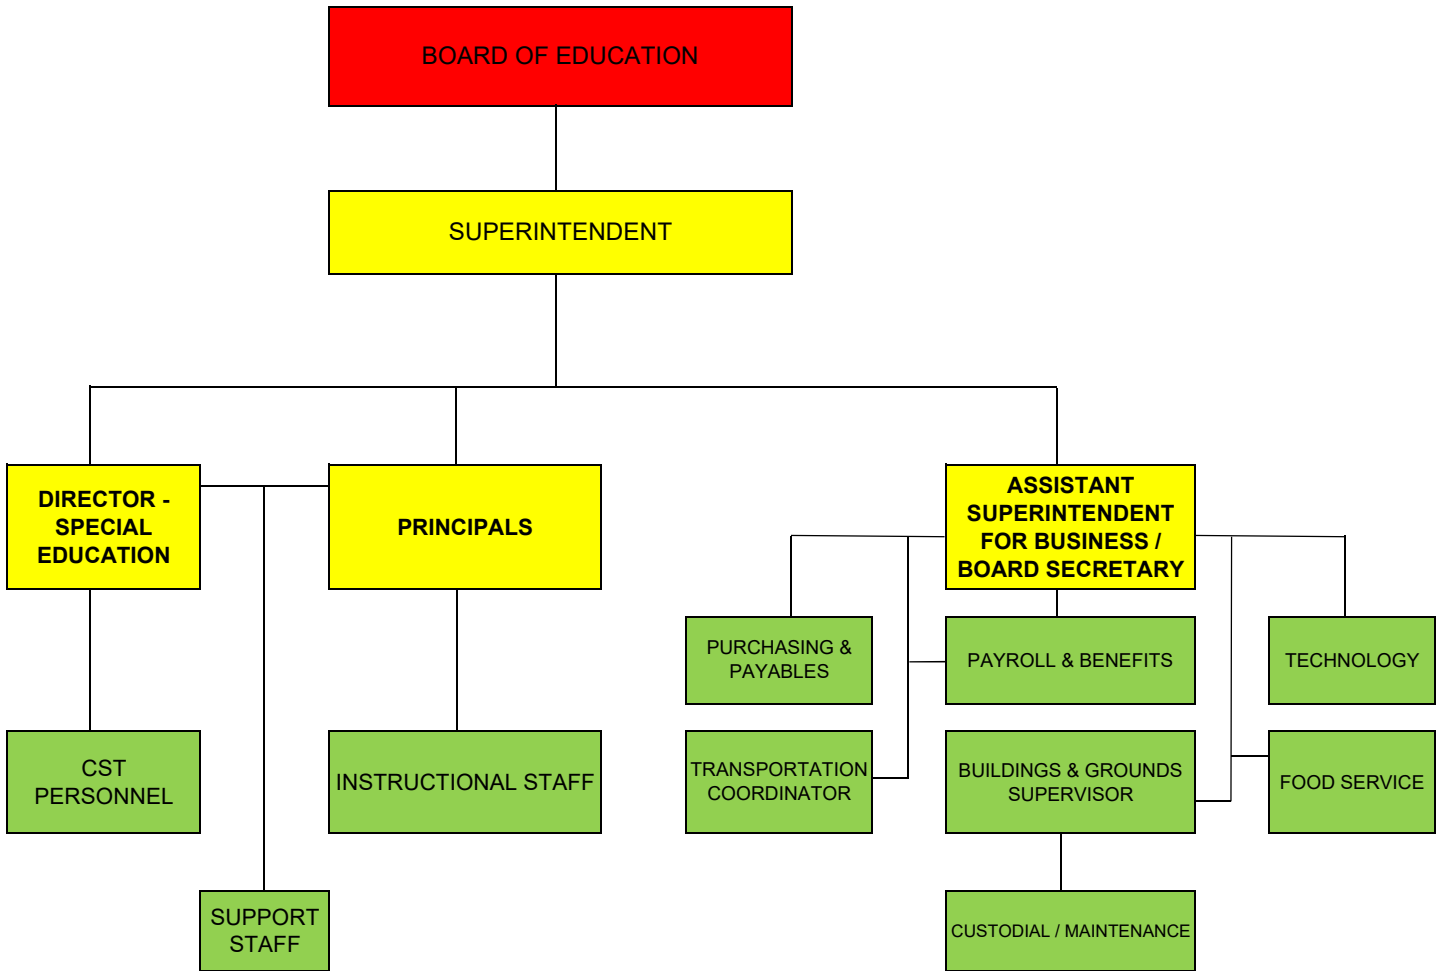 BOARD OF EDUCATION
SUPERINTENDENT
DIRECTOR -
SPECIAL
EDUCATION
PRINCIPALS
ASSISTANT
SUPERINTENDENT
FOR BUSINESS /
BOARD SECRETARY
PURCHASING &
PAYABLES
PAYROLL & BENEFITS
TECHNOLOGY
CST
PERSONNEL
INSTRUCTIONAL STAFF
TRANSPORTATION
COORDINATOR
BUILDINGS & GROUNDS
SUPERVISOR
FOOD SERVICE
SUPPORT
STAFF
CUSTODIAL / MAINTENANCE